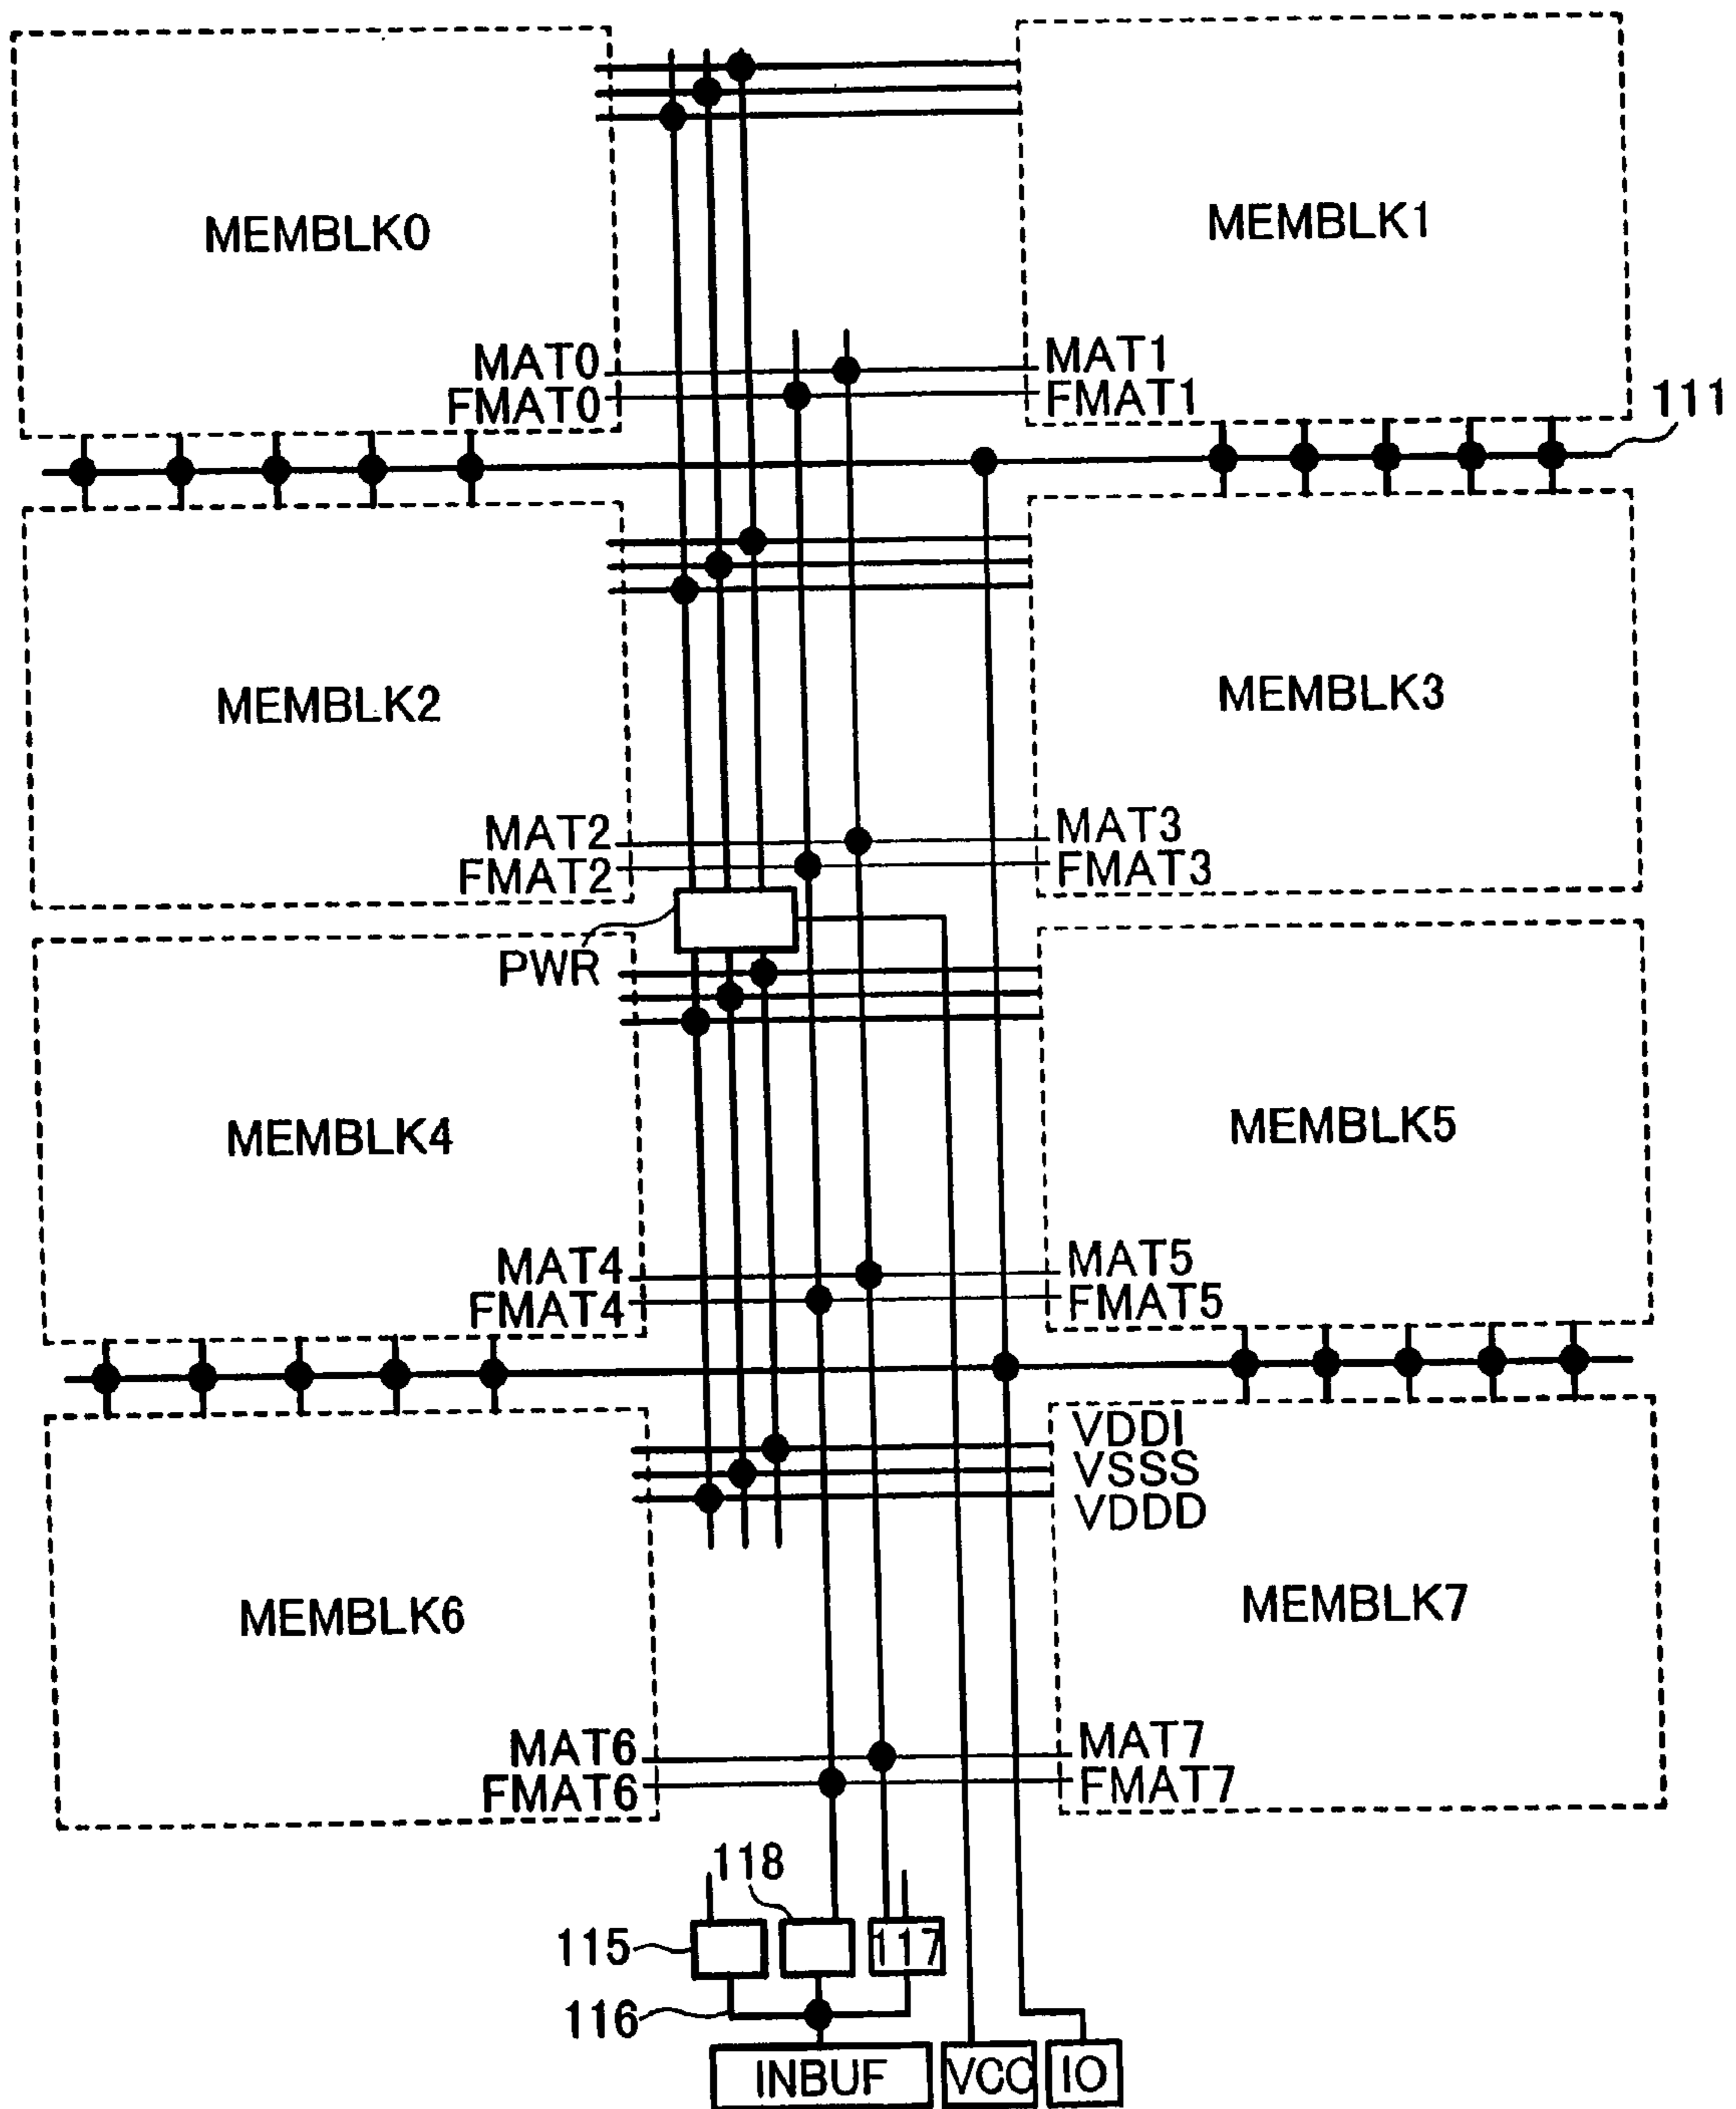 MEMBLK0
MEMBLK1
MAT0
MAT1
FMAT0
FMAT1
111
MEMBLK2
MEMBLK3
MAT2
MAT3
FMAT2
FMAT3
PWR
MEMBLK4
MEMBLK5
MAT4
MAT5
FMAT4
FMAT5
VDDI
VSSS
VDDD
MEMBLK6
MEMBLK7
MAT6
MAT7
FMAT6
FMAT7
118
115
117
116
INBUF
VCC
IO